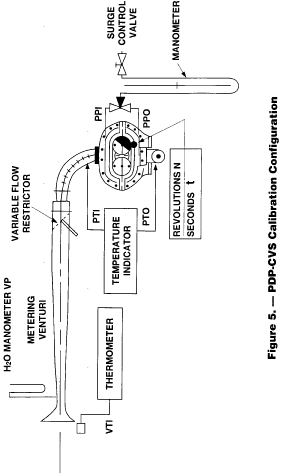 H2O MANOMETER VP
METERING
VENTURI
VARIABLE FLOW
RESTRICTOR
SURGE
CONTROL
VALVE
MANOMETER
PPI
PPO
PTI
PTO
TEMPERATURE
INDICATOR
REVOLUTIONS N
SECONDS t
THERMOMETER
VTI
Figure 5. — PDP-CVS Calibration Configuration